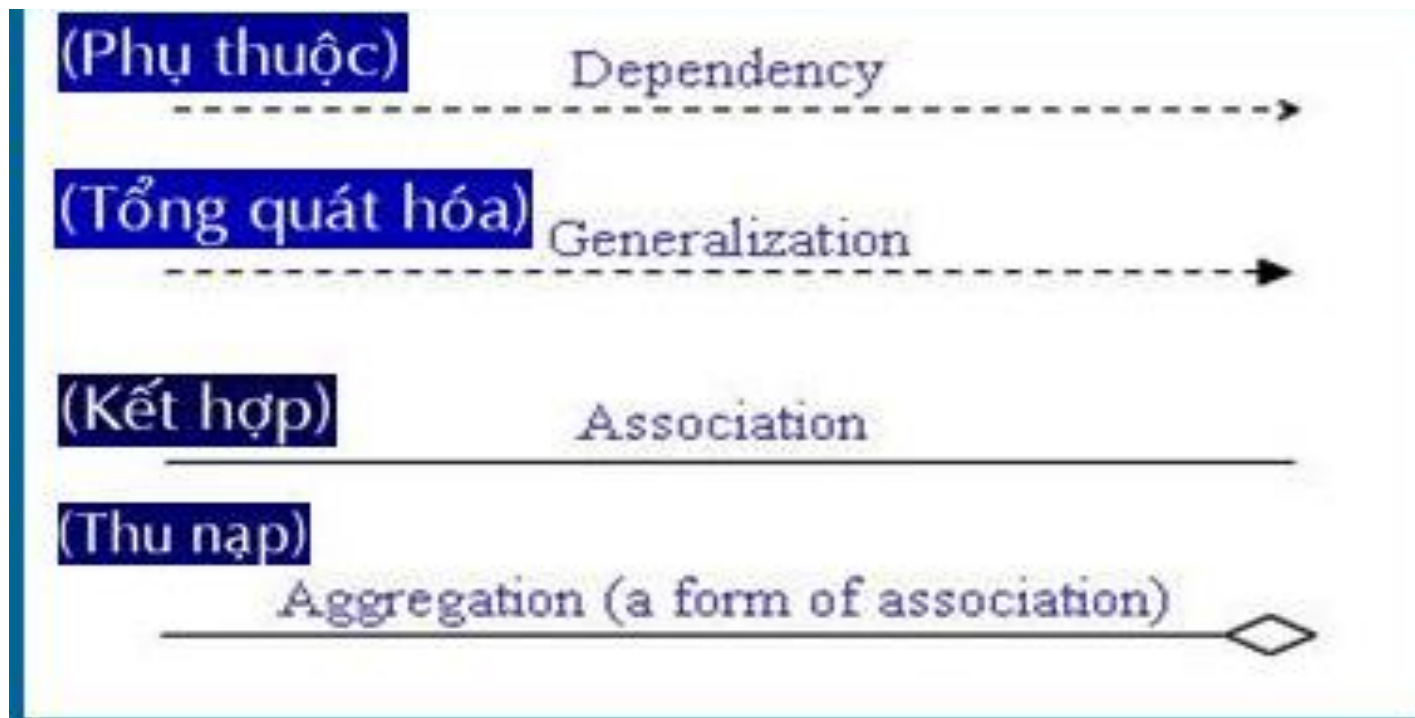 (Phụ thuộc)
Dependency
(Tổng quát hóa)
Generalization
(Kết hợp)
Association
(Thu nạp)
Aggregation (a form of association)